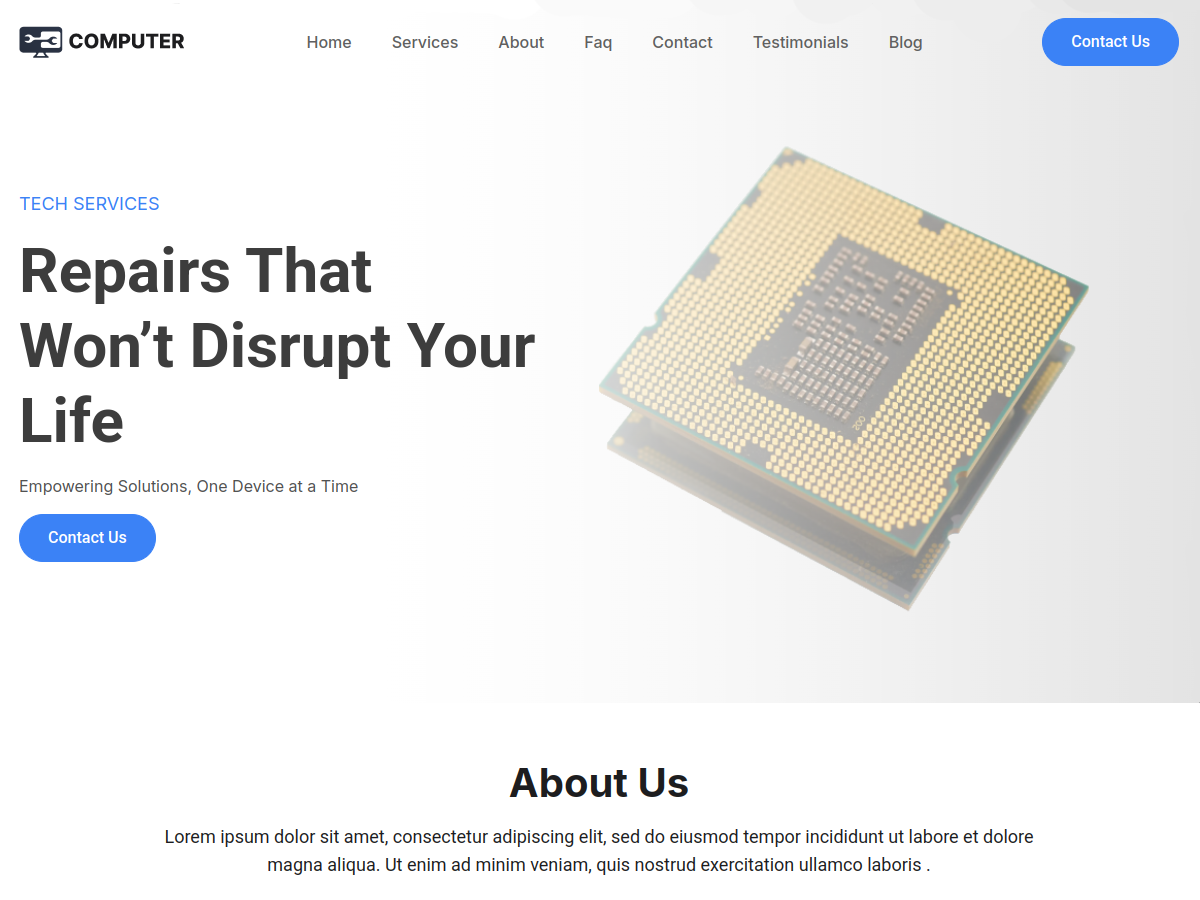 COMPUTER
Home Services About Faq Contact Testimonials Blog
Contact Us
TECH SERVICES
Repairs That
Won’t Disrupt Your
Life
Empowering Solutions, One Device at a Time
Contact Us
About Us
Lorem ipsum dolor sit amet, consectetur adipiscing elit, sed do eiusmod tempor incididunt ut labore et dolore
magna aliqua. Ut enim ad minim veniam, quis nostrud exercitation ullamco laboris .